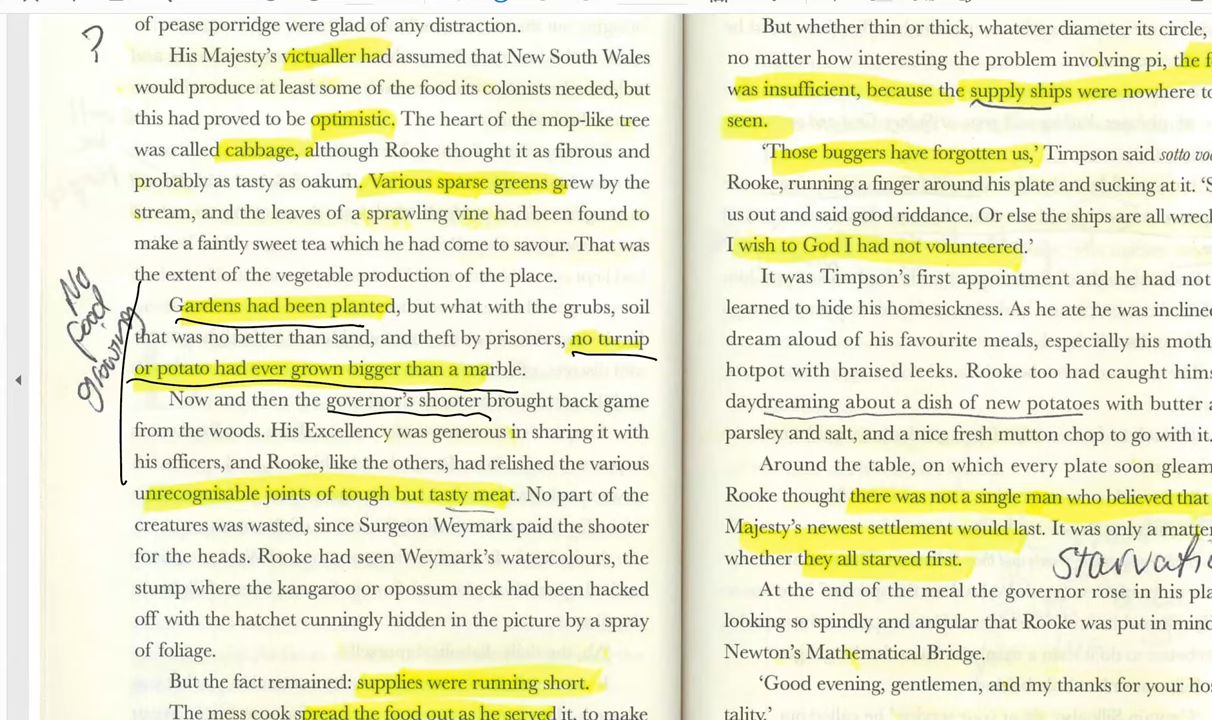 of pease porridge were glad of any distraction.
His Majesty's victualler had assumed that New South Wales
would produce at least some of the food its colonists needed, but
this had proved to be optimistic. The heart of the mop-like tree
was called cabbage, although Rooke thought it as fibrous and
probably as tasty as oakum. Various sparse greens grew by the
stream, and the leaves of a sprawling vine had been found to
make a faintly sweet tea which he had come to savour. That was
the extent of the vegetable production of the place.
Gardens had been planted, but what with the grubs, soil
that was no better than sand, and theft by prisoners, no turnip
or potato had ever grown bigger than a marble.
Now and then the governor's shooter brought back game
from the woods. His Excellency was generous in sharing it with
his officers, and Rooke, like the others, had relished the various
unrecognisable joints of tough but tasty meat. No part of the
creatures was wasted, since Surgeon Weymark paid the shooter
for the heads. Rooke had seen Weymark's watercolours, the
stump where the kangaroo or opossum neck had been hacked
off with the hatchet cunningly hidden in the picture by a spray
of foliage.
But the fact remained: supplies were running short.
The mess cook spread the food out as he served it, to make
?
No
food
growing
But whether thin or thick, whatever diameter its circle,
no matter how interesting the problem involving pi, the f
was insufficient, because the supply ships were nowhere to
seen.
'Those buggers have forgotten us,' Timpson said sotto vo
Rooke, running a finger around his plate and sucking at it. 'S
us out and said good riddance. Or else the ships are all wrec
I wish to God I had not volunteered.'
It was Timpson's first appointment and he had not
learned to hide his homesickness. As he ate he was incline
dream aloud of his favourite meals, especially his moth
hotpot with braised leeks. Rooke too had caught hims
daydreaming about a dish of new potatoes with butter a
parsley and salt, and a nice fresh mutton chop to go with it.
Around the table, on which every plate soon gleam
Rooke thought there was not a single man who believed that
Majesty's newest settlement would last. It was only a matter
whether they all starved first.
Starvati
At the end of the meal the governor rose in his pla
looking so spindly and angular that Rooke was put in mind
Newton's Mathematical Bridge.
'Good evening, gentlemen, and my thanks for your hos
tality.'